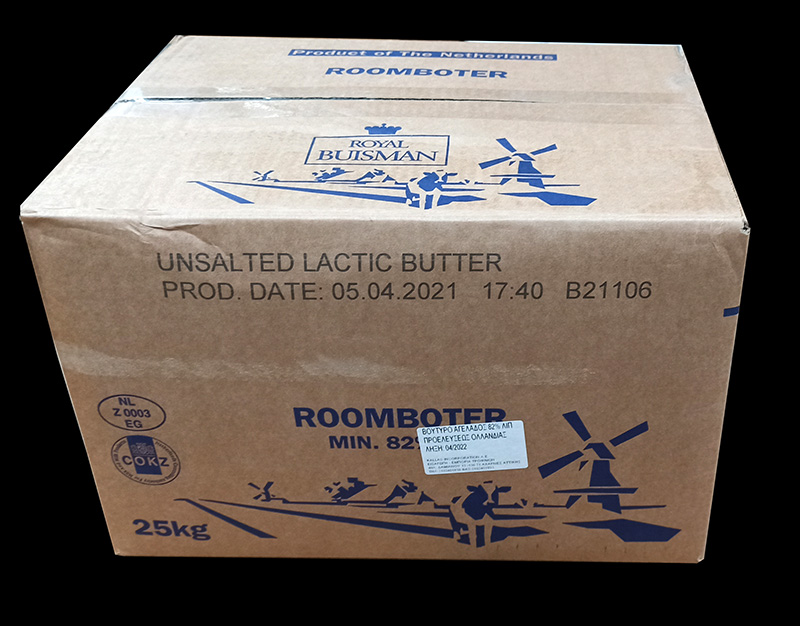 Product of The Netherlands
ROOMBOTER
ROYAL
BUISMAN
UNSALTED LACTIC BUTTER
PROD. DATE: 05.04.2021 17:40 B21106
NL
Z 0003
EG
COKZ
ROOMBOTER
MIN. 82%
ΒΟΥΤΥΡΟ ΑΓΕΛΑΔΟΣ 82% ΛΙΠ
ΠΡΟΕΛΕΥΣΕΩΣ ΟΛΛΑΝΔΙΑΣ
ΛΗΞΗ: 04/2022
25kg